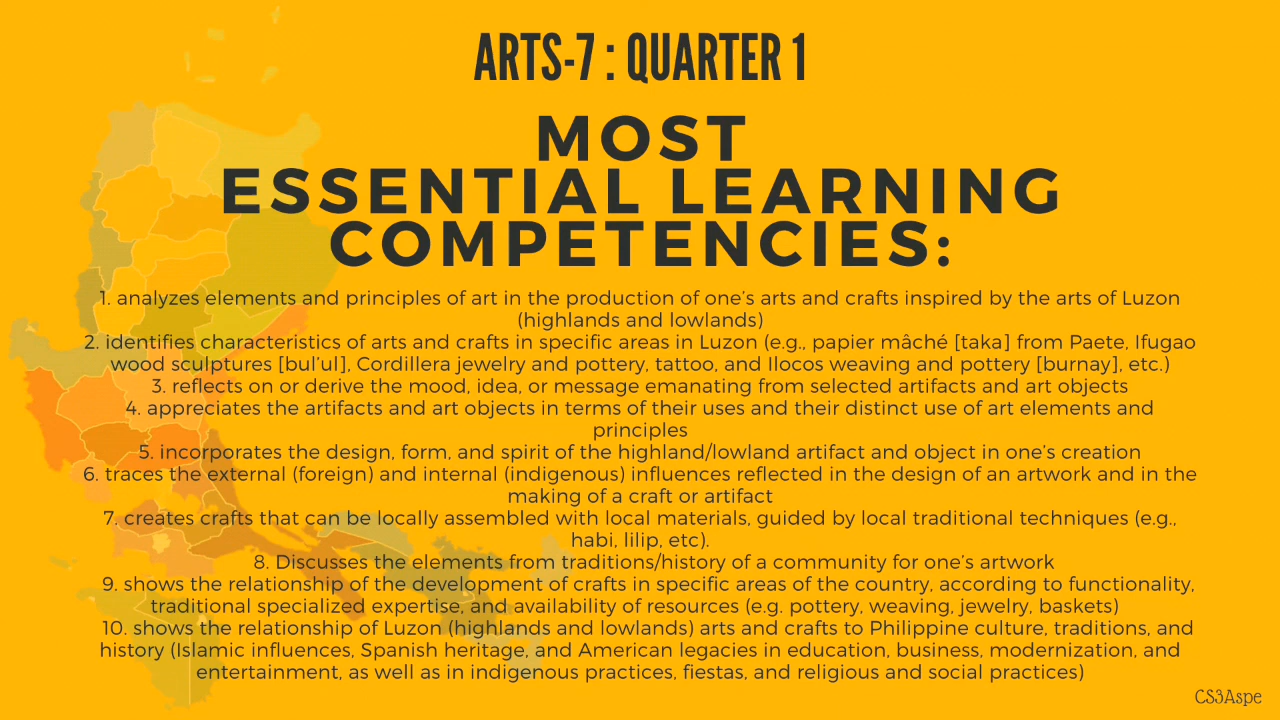 ARTS-7 : QUARTER 1
MOST
ESSENTIAL LEARNING
COMPETENCIES:
1. analyzes elements and principles of art in the production of one's arts and crafts inspired by the arts of Luzon
(highlands and lowlands)
2. identifies characteristics of arts and crafts in specific areas in Luzon (e.g., papier mâché [taka] from Paete, Ifugao
wood sculptures [bul'ul], Cordillera jewelry and pottery, tattoo, and Ilocos weaving and pottery [burnay], etc.)
3. reflects on or derive the mood, idea, or message emanating from selected artifacts and art objects
4. appreciates the artifacts and art objects in terms of their uses and their distinct use of art elements and
principles
5. incorporates the design, form, and spirit of the highland/lowland artifact and object in one's creation
6. traces the external (foreign) and internal (indigenous) influences reflected in the design of an artwork and in the
making of a craft or artifact
7. creates crafts that can be locally assembled with local materials, guided by local traditional techniques (e.g.,
habi, lilip, etc).
8. Discusses the elements from traditions/history of a community for one's artwork
9. shows the relationship of the development of crafts in specific areas of the country, according to functionality,
traditional specialized expertise, and availability of resources (e.g. pottery, weaving, jewelry, baskets)
10. shows the relationship of Luzon (highlands and lowlands) arts and crafts to Philippine culture, traditions, and
history (Islamic influences, Spanish heritage, and American legacies in education, business, modernization, and
entertainment, as well as in indigenous practices, fiestas, and religious and social practices)
CS3Aspe